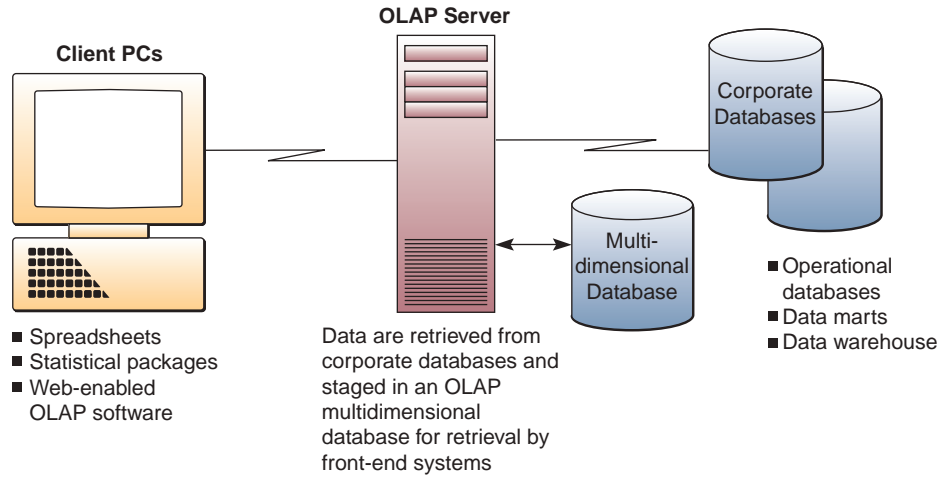 OLAP Server
Client PCs
Corporate
Databases
Multi-
dimensional
Database
■ Spreadsheets
■ Statistical packages
■ Web-enabled
OLAP software
Data are retrieved from
corporate databases and
staged in an OLAP
multidimensional
database for retrieval by
front-end systems
■ Operational
databases
■ Data marts
■ Data warehouse